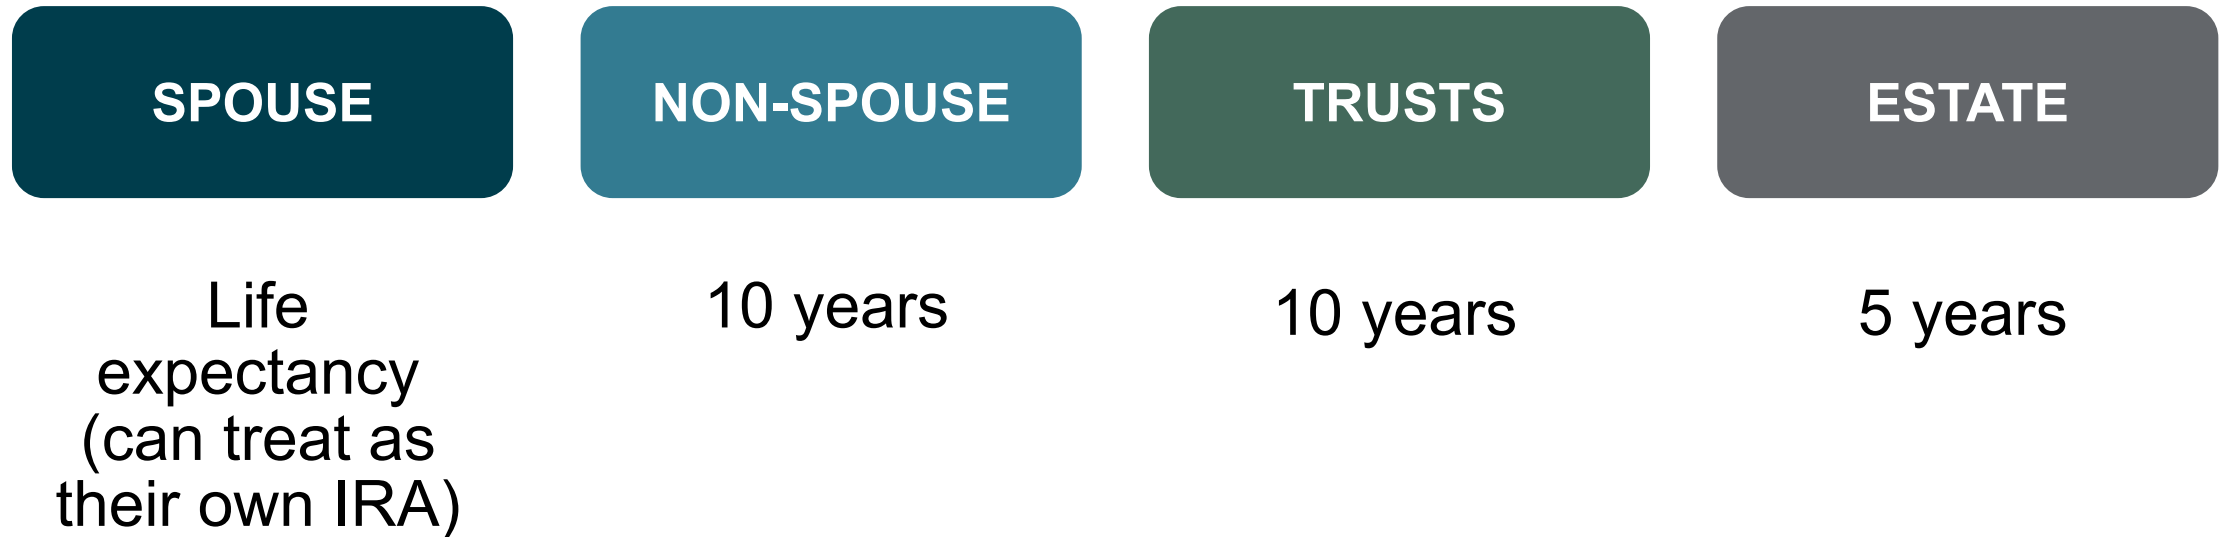 SPOUSE
NON-SPOUSE
TRUSTS
ESTATE
Life
expectancy
(can treat as
their own IRA)
10 years
10 years
5 years